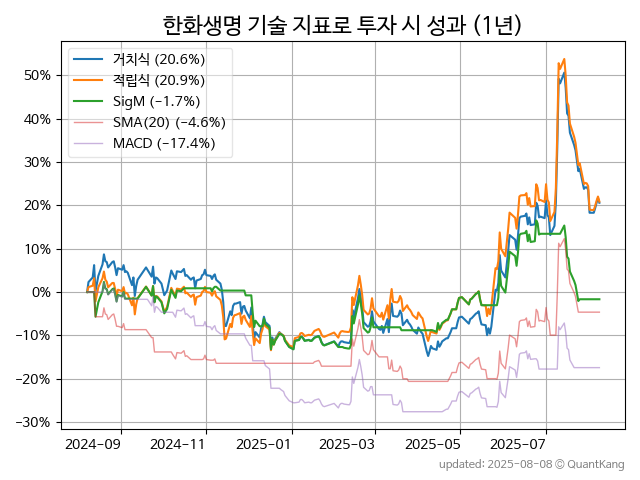 한화생명 기술 지표로 투자 시 성과 (1년)
거치식 (20.6%)
적립식 (20.9%)
SigM (−1.7%)
SMA(20) (−4.6%)
MACD (−17.4%)
50%
40%
30%
20%
10%
0%
−10%
−20%
−30%
2024-09 2024-11 2025-01 2025-03 2025-05 2025-07
updated: 2025-08-08 © QuantKang